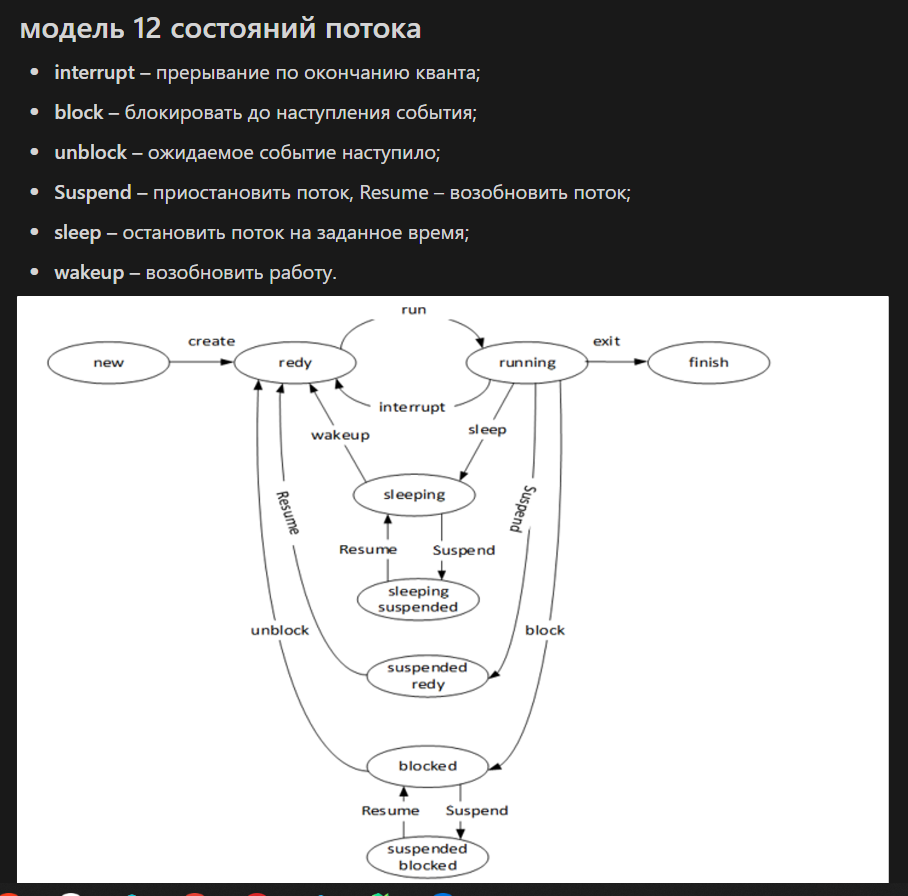 модель 12 состояний потока
• interrupt – прерывание по окончанию кванта;
• block – блокировать до наступления события;
• unblock – ожидаемое событие наступило;
• Suspend – приостановить поток, Resume – возобновить поток;
• sleep – остановить поток на заданное время;
• wakeup – возобновить работу.
run
create
exit
new
redy
running
finish
interrupt
wakeup
sleep
sleeping
Resume
Suspend
Resume
Suspend
sleeping
suspended
unblock
block
suspended
redy
blocked
Resume
Suspend
suspended
blocked